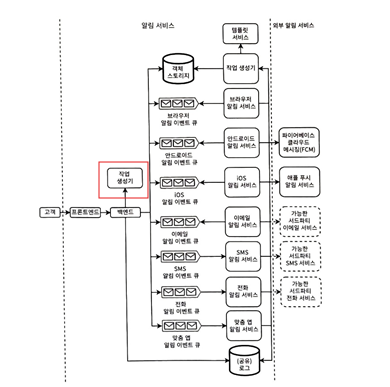 알림 서비스
외부 알림 서비스
템플릿
서비스
객체
스토리지
작업 생성기
브라우저
알림 이벤트 큐
브라우저
알림 서비스
안드로이드
알림 이벤트 큐
안드로이드
알림 서비스
파이어베이스
클라우드
메시징(FCM)
작업
생성기
iOS
알림 이벤트 큐
iOS
알림 서비스
애플 푸시
알림 서비스
고객
프론트엔드
백엔드
이메일
알림 이벤트 큐
이메일
알림 서비스
가능한
서드파티
이메일 서비스
SMS
알림 이벤트 큐
SMS
알림 서비스
가능한
서드파티
SMS 서비스
전화
알림 이벤트 큐
전화
알림 서비스
가능한
서드파티
전화 서비스
맞춤 앱
알림 이벤트 큐
맞춤 앱
알림 서비스
(공유)
로그